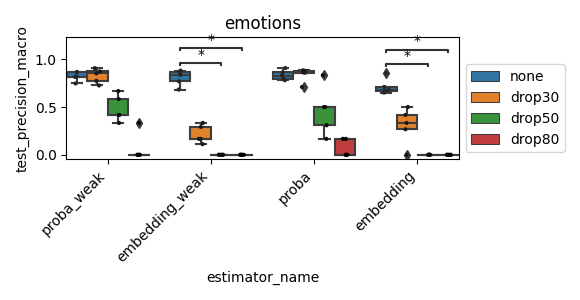 emotions
test_precision_macro
1.0
0.5
0.0
*
*
*
*
proba_weak
embedding_weak
proba
embedding
estimator_name
none
drop30
drop50
drop80